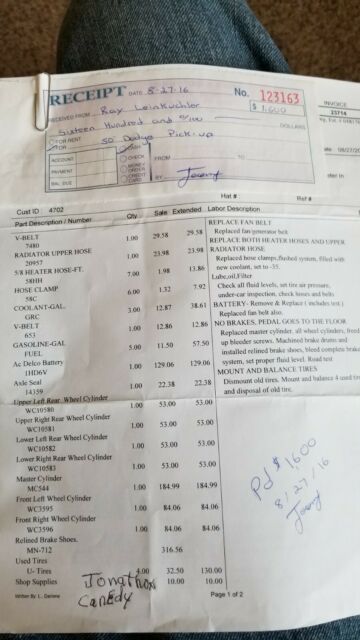 RECEIPT DATE 8-27-16 No. 123163
RECEIVED FROM Ray Leinkuehler $1,600
Sixteen Hundred and °/100 DOLLARS
FOR RENT
FOR 50' Dodge Pick-up
ACCOUNT CASH
PAYMENT CHECK FROM TO
BAL. DUE MONEY ORDER
CREDIT CARD BY Jeremy
INVOICE
23714
Hat # Ref #
Cust ID 4702
Part Description / Number Qty Sale Extended Labor Description
V-BELT 1.00 29.58 29.58
7480
RADIATOR UPPER HOSE 1.00 23.98 23.98
20957
5/8 HEATER HOSE-FT. 7.00 1.98 13.86
58HH
HOSE CLAMP 6.00 1.32 7.92
58C
COOLANT-GAL. 3.00 12.87 38.61
GRC
V-BELT 1.00 12.86 12.86
653
GASOLINE-GAL 5.00 11.50 57.50
FUEL
Ac Delco Battery 1.00 129.06 129.06
1HD6V
Axle Seal 1.00 22.38 22.38
14359
Upper Left Rear Wheel Cylinder 1.00 53.00 53.00
WC10580
Upper Right Rear Wheel Cylinder 1.00 53.00 53.00
WC10581
Lower Left Rear Wheel Cylinder 1.00 53.00 53.00
WC10582
Lower Right Rear Wheel Cylinder 1.00 53.00 53.00
WC10583
Master Cylinder 1.00 184.99 184.99
MC544
Front Left Wheel Cylinder 1.00 84.06 84.06
WC3595
Front Right Wheel Cylinder 1.00 84.06 84.06
WC3596
Relined Brake Shoes. 316.56
MN-712
Used Tires
U- Tires 4.00 32.50 130.00
Shop Supplies 10.00 10.00
REPLACE FAN BELT
Replaced fan generator belt
REPLACE BOTH HEATER HOSES AND UPPER
RADIATOR HOSE
Replaced hose clamps,flushed system, filled with
new coolant, set to -35.
Lube,oil,Filter
Check all fluid levels, set tire air pressure,
under-car inspection, check hoses and belts
BATTERY- Remove & Replace ( includes test )
Replaced fan belt also.
NO BRAKES, PEDAL GOES TO THE FLOOR
Replaced master cylinder. all wheel cylinders, freed
up bleeder screws. Machined brake drums and
installed relined brake shoes, bleed complete brake
system, set proper fluid level. Road test
MOUNT AND BALANCE TIRES
Dismount old tires. Mount and balance 4 used tires
and disposal of old tire.
Pd $1600
8/27/16
Jeremy
Jonathon
Canedy
Written By: L. Page 1 of 2